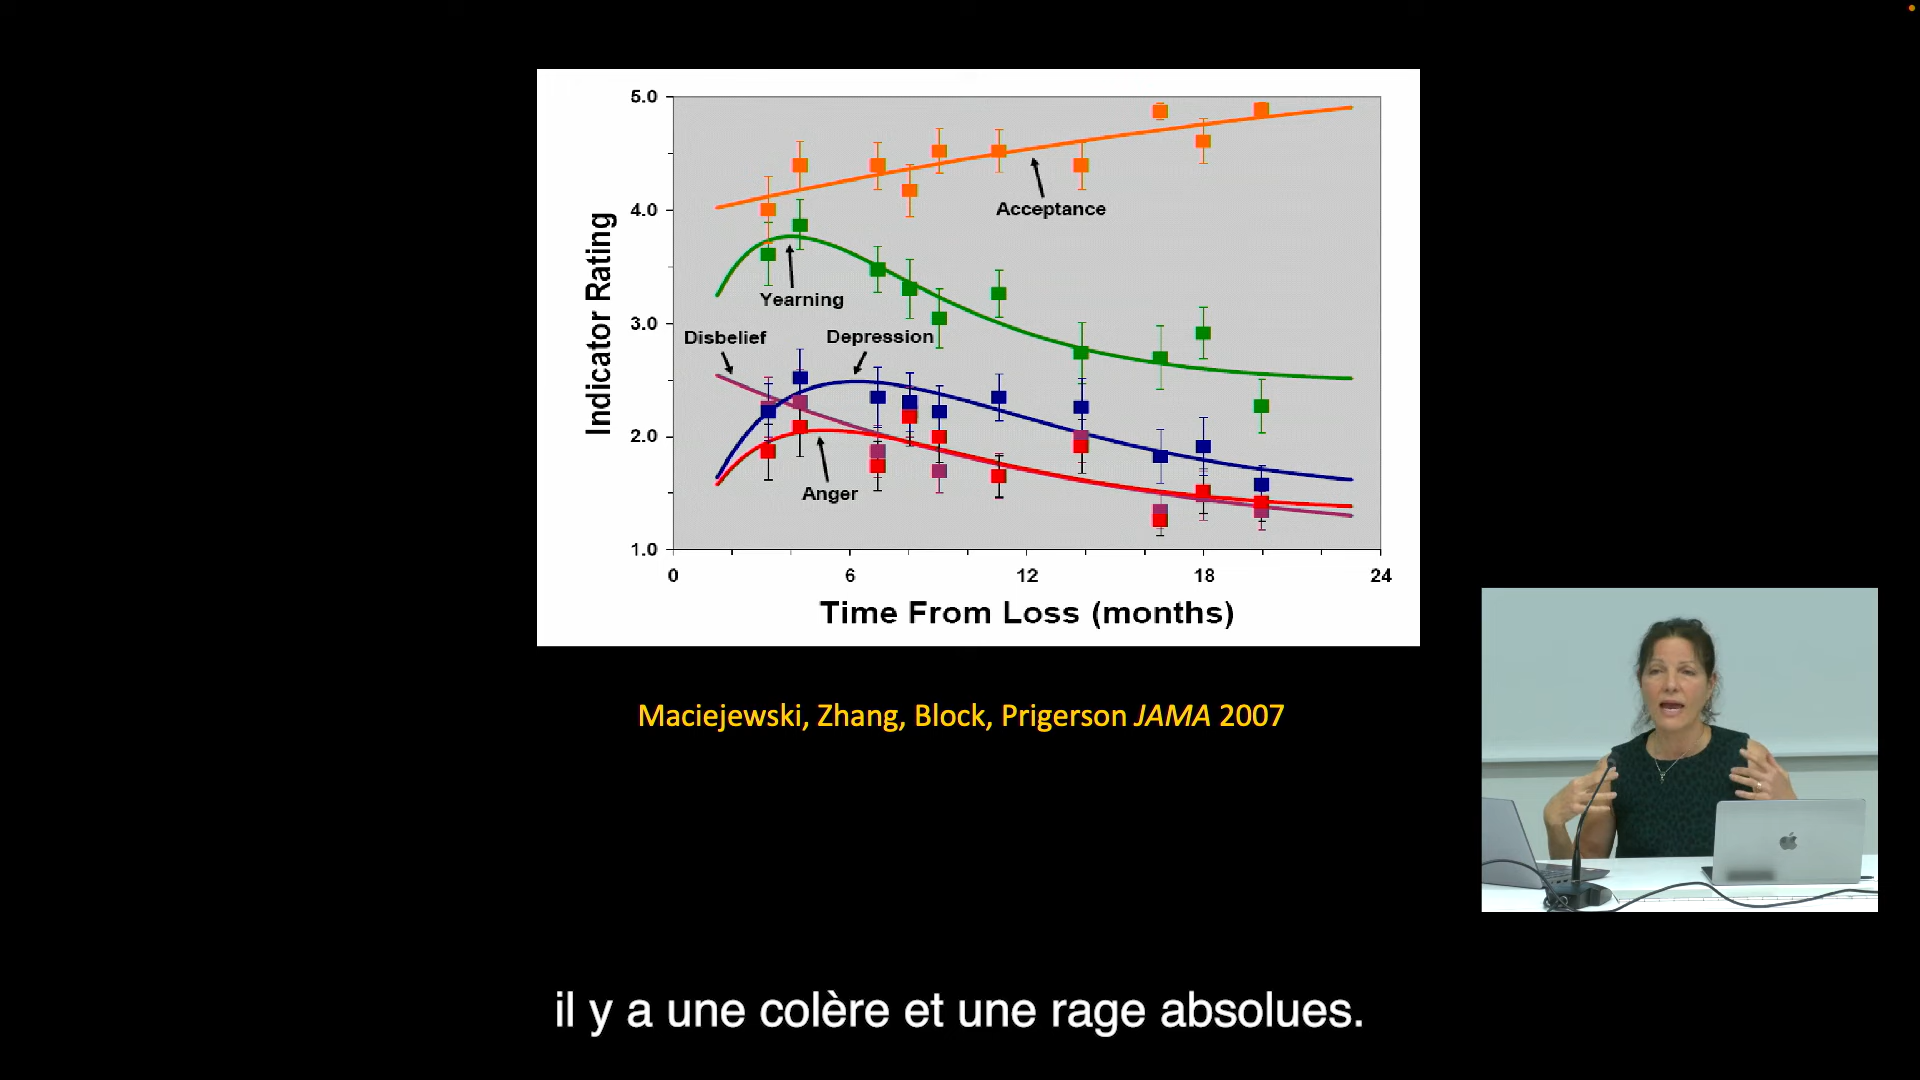 5.0
4.0
3.0
2.0
1.0
Indicator Rating
Acceptance
Yearning
Disbelief
Depression
Anger
0 6 12 18 24
Time From Loss (months)
Maciejewski, Zhang, Block, Prigerson JAMA 2007
il y a une colère et une rage absolues.